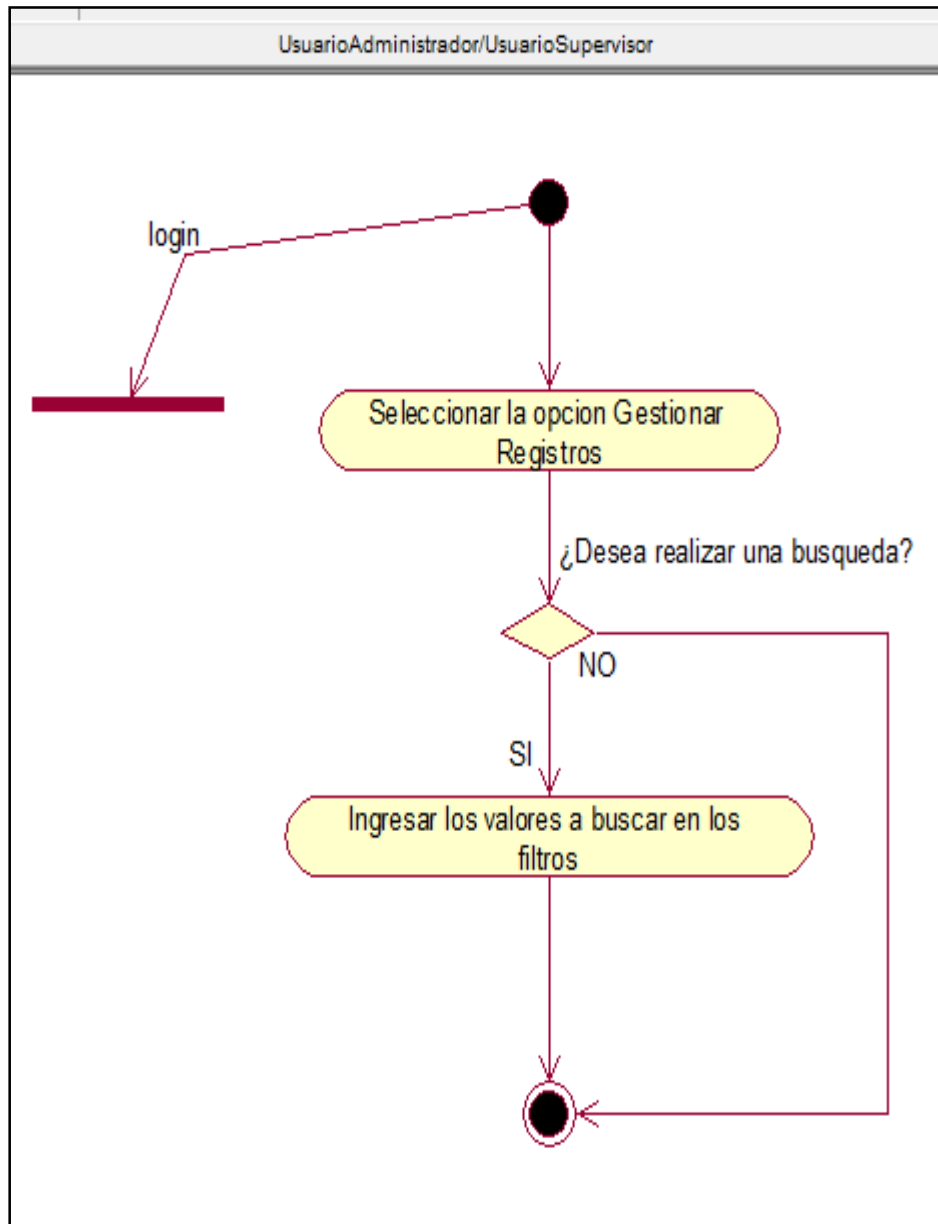 UsuarioAdministrador/UsuarioSupervisor
login
Seleccionar la opcion Gestionar
Registros
¿Desea realizar una busqueda?
NO
SI
Ingresar los valores a buscar en los
filtros